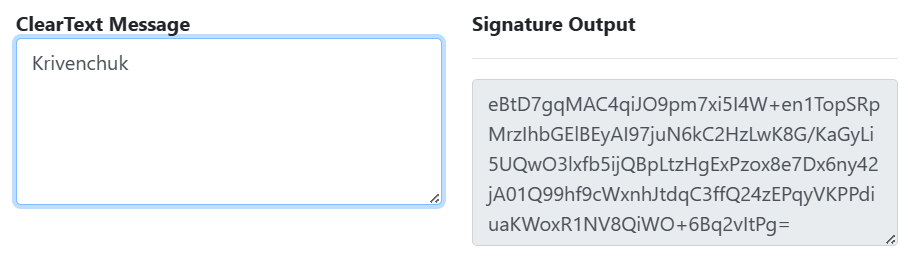 ClearText Message
Krivenchuk
Signature Output
eBtD7gqMAC4qiJO9pm7xi5I4W+en1TopSRp
MrzIhbGElBEyAI97juN6kC2HzLwK8G/KaGyLi
5UQwO3lxfb5ijQBpLtzHgExPzox8e7Dx6ny42
jA01Q99hf9cWxnhJtdqC3ffQ24zEPqyVKPPdi
uaKWoxR1NV8QiWO+6Bq2vItPg=